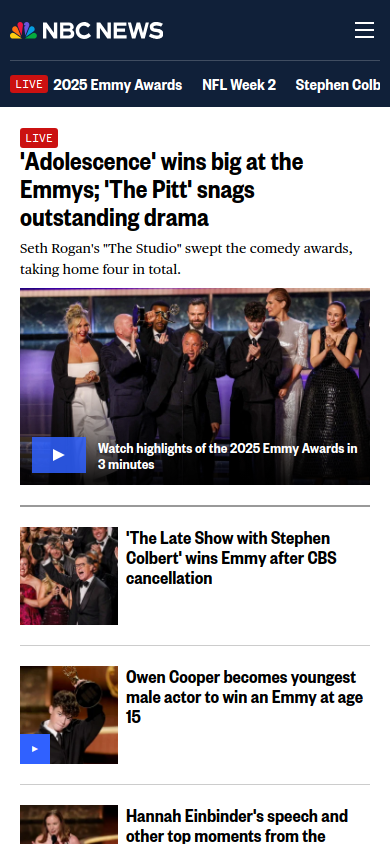 NBC NEWS
LIVE 2025 Emmy Awards NFL Week 2 Stephen Colb
LIVE
'Adolescence' wins big at the
Emmys; 'The Pitt' snags
outstanding drama
Seth Rogan's "The Studio" swept the comedy awards,
taking home four in total.
Watch highlights of the 2025 Emmy Awards in
3 minutes
'The Late Show with Stephen
Colbert' wins Emmy after CBS
cancellation
Owen Cooper becomes youngest
male actor to win an Emmy at age
15
Hannah Einbinder's speech and
other top moments from the